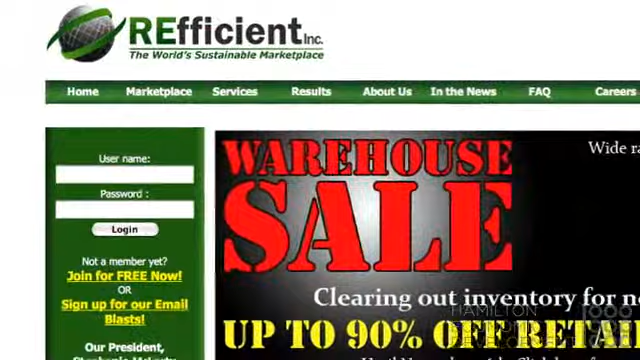 REfficient Inc.
The World's Sustainable Marketplace
Home Marketplace Services Results About Us In the News FAQ Careers
User name:
Password :
Login
Not a member yet?
Join for FREE Now!
OR
Sign up for our Email
Blasts!
Our President,
WAREHOUSE
SALE
Wide
Clearing out inventory for
UP TO 90% OFF RETAIL
HAMILTON